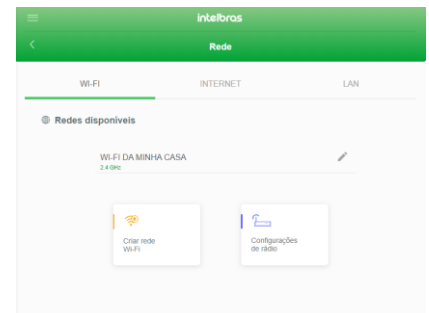 intelbras
Rede
WI-FI INTERNET LAN
Redes disponíveis
WI-FI DA MINHA CASA
2.4 GHz
Criar rede
Wi-Fi
Configurações
de rádio